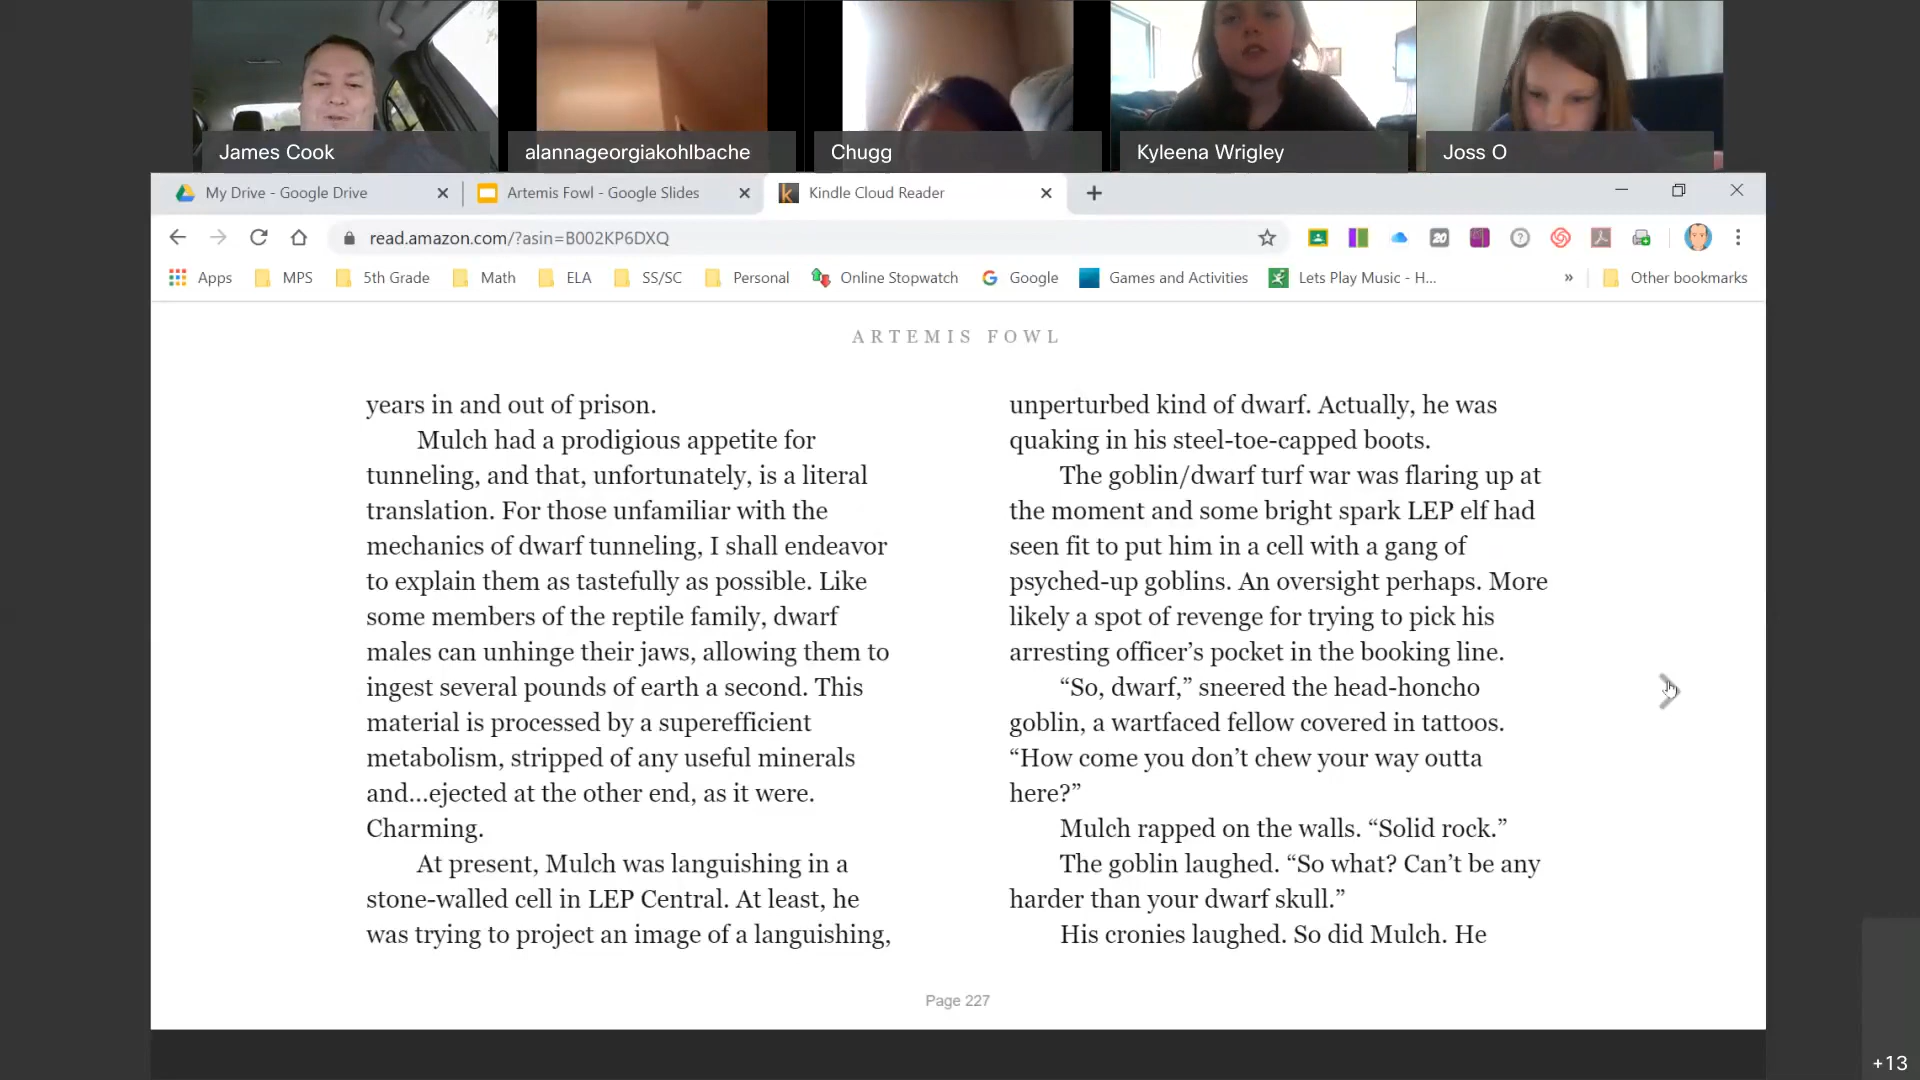 James Cook
alannageorgiakohlbache
Chugg
Kyleena Wrigley
Joss O
My Drive - Google Drive
Artemis Fowl - Google Slides
Kindle Cloud Reader
read.amazon.com/?asin=B002KP6DXQ
20
Apps
MPS
5th Grade
Math
ELA
SS/SC
Personal
Online Stopwatch
Google
Games and Activities
Lets Play Music - H...
»
Other bookmarks
ARTEMIS FOWL
years in and out of prison.
Mulch had a prodigious appetite for
tunneling, and that, unfortunately, is a literal
translation. For those unfamiliar with the
mechanics of dwarf tunneling, I shall endeavor
to explain them as tastefully as possible. Like
some members of the reptile family, dwarf
males can unhinge their jaws, allowing them to
ingest several pounds of earth a second. This
material is processed by a superefficient
metabolism, stripped of any useful minerals
and...ejected at the other end, as it were.
Charming.
At present, Mulch was languishing in a
stone-walled cell in LEP Central. At least, he
was trying to project an image of a languishing,
unperturbed kind of dwarf. Actually, he was
quaking in his steel-toe-capped boots.
The goblin/dwarf turf war was flaring up at
the moment and some bright spark LEP elf had
seen fit to put him in a cell with a gang of
psyched-up goblins. An oversight perhaps. More
likely a spot of revenge for trying to pick his
arresting officer’s pocket in the booking line.
“So, dwarf,” sneered the head-honcho
goblin, a wartfaced fellow covered in tattoos.
“How come you don’t chew your way outta
here?”
Mulch rapped on the walls. “Solid rock.”
The goblin laughed. “So what? Can’t be any
harder than your dwarf skull.”
His cronies laughed. So did Mulch. He
Page 227
+13